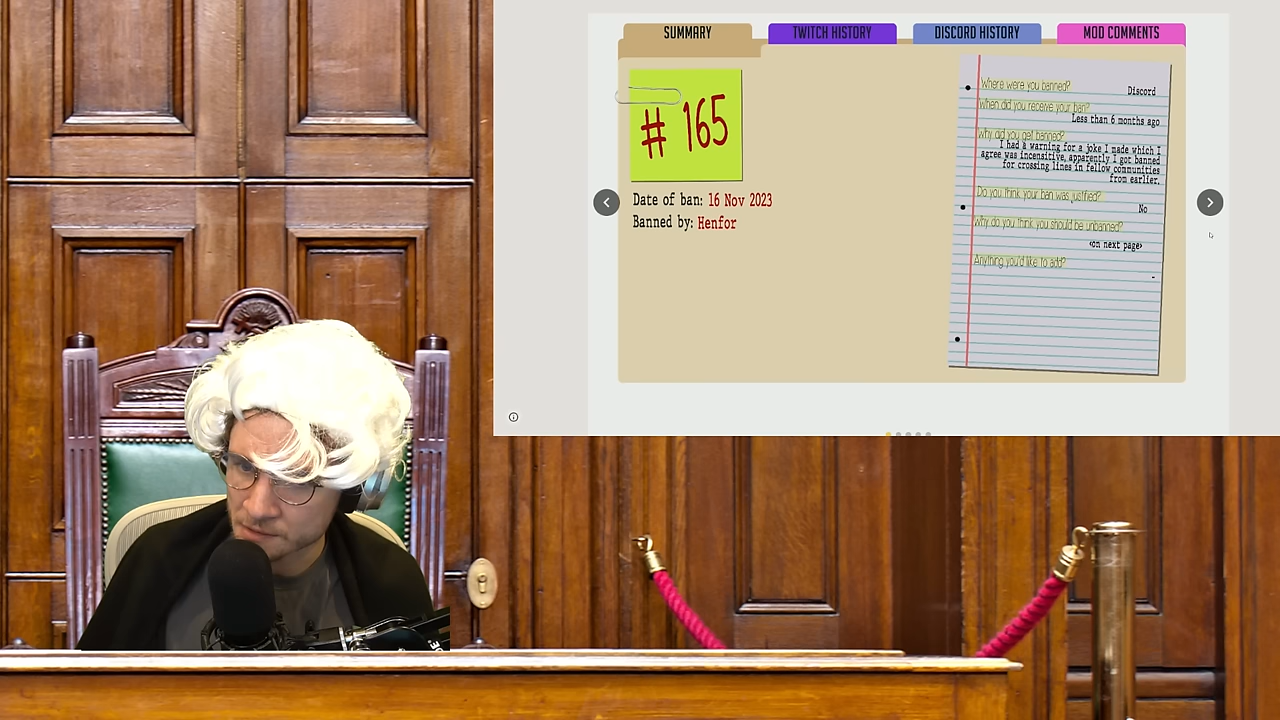 SUMMARY
TWITCH HISTORY
DISCORD HISTORY
MOD COMMENTS
# 165
Date of ban: 16 Nov 2023
Banned by: Henfor
Where were you banned?
Discord
When did you receive your ban?
Less than 6 months ago
Why did you get banned?
I had a warning for a joke I made which I
agree was incensitive, apparently I got banned
for crossing lines in fellow communities
from earlier.
Do you think your ban was justified?
No
Why do you think you should be unbanned?
<on next page>
Anything you'd like to add?
-